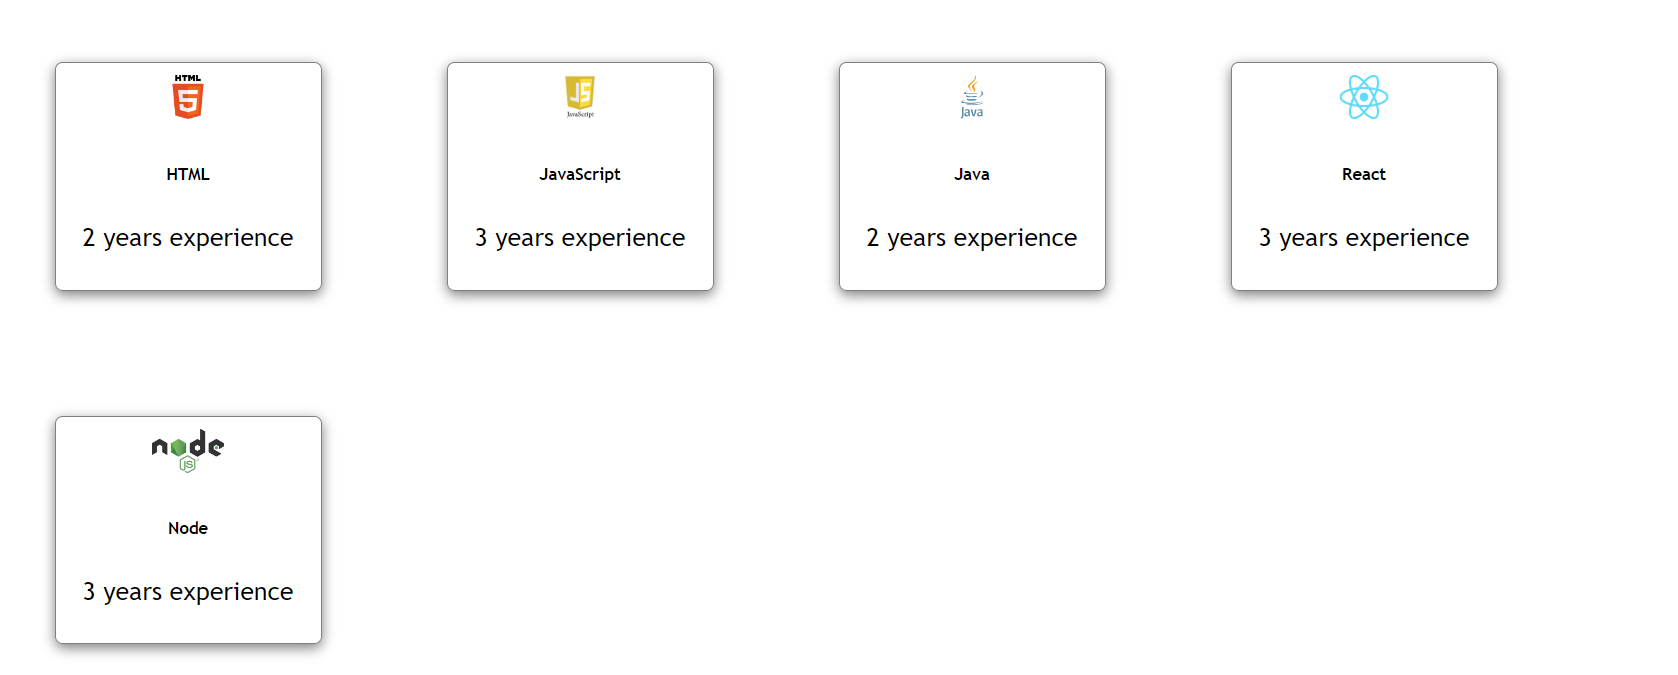 HTML
5
HTML
2 years experience
JS
JavaScript
JavaScript
3 years experience
Java
Java
2 years experience
React
3 years experience
node
JS
Node
3 years experience